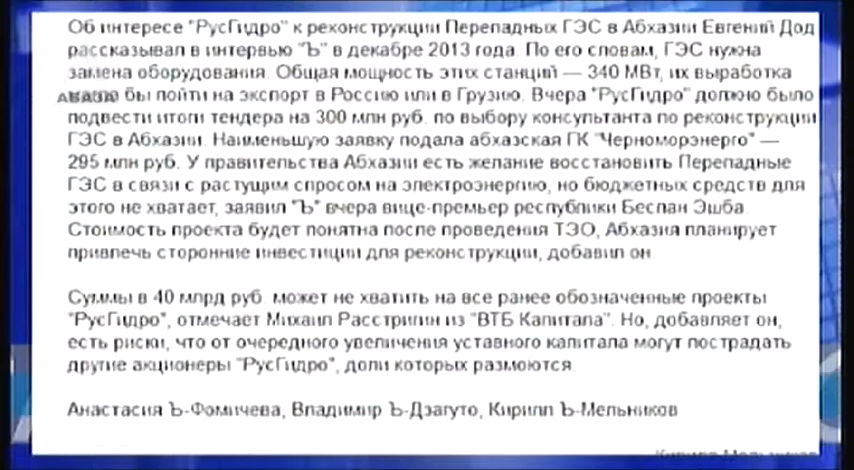 Об интересе "РусГидро" к реконструкции Перепадных ГЭС в Абхазии Евгений Дод
рассказывал в интервью "Ъ" в декабре 2013 года. По его словам, ГЭС нужна
замена оборудования. Общая мощность этих станций — 340 МВт, их выработка
АБАЗА бы пойти на экспорт в Россию или в Грузию. Вчера "РусГидро" должно было
подвести итоги тендера на 300 млн руб. по выбору консультанта по реконструкции
ГЭС в Абхазии. Наименьшую заявку подала абхазская ГК "Черноморэнерго" —
295 млн руб. У правительства Абхазии есть желание восстановить Перепадные
ГЭС в связи с растущим спросом на электроэнергию, но бюджетных средств для
этого не хватает, заявил "Ъ" вчера вице-премьер республики Беслан Эшба.
Стоимость проекта будет понятна после проведения ТЭО, Абхазия планирует
привлечь сторонние инвестиции для реконструкции, добавил он.
Суммы в 40 млрд руб. может не хватить на все ранее обозначенные проекты
"РусГидро", отмечает Михаил Расстригин из "ВТБ Капитала". Но, добавляет он,
есть риски, что от очередного увеличения уставного капитала могут пострадать
другие акционеры "РусГидро", доли которых размоются.
Анастасия Ъ-Фомичева, Владимир Ъ-Дзагуто, Кирилл Ъ-Мельников